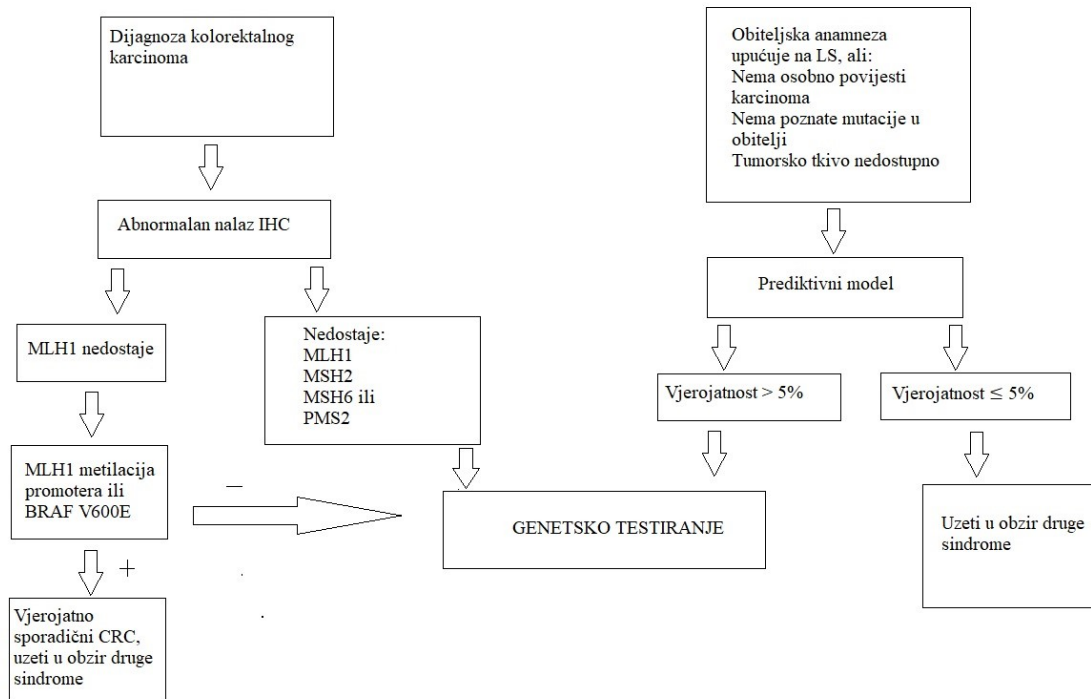 Dijagnoza kolorektalnog
karcinoma
Abnormalan nalaz IHC
MLH1 nedostaje
Nedostaje:
MLH1
MSH2
MSH6 ili
PMS2
MLH1 metilacija
promotera ili
BRAF V600E
−
+
Vjerojatno
sporadični CRC,
uzeti u obzir druge
sindrome
GENETSKO TESTIRANJE
Obiteljska anamneza
upućuje na LS, ali:
Nema osobno povijesti
karcinoma
Nema poznate mutacije u
obitelji
Tumorsko tkivo nedostupno
Prediktivni model
Vjerojatnost > 5%
Vjerojatnost ≤ 5%
Uzeti u obzir druge
sindrome